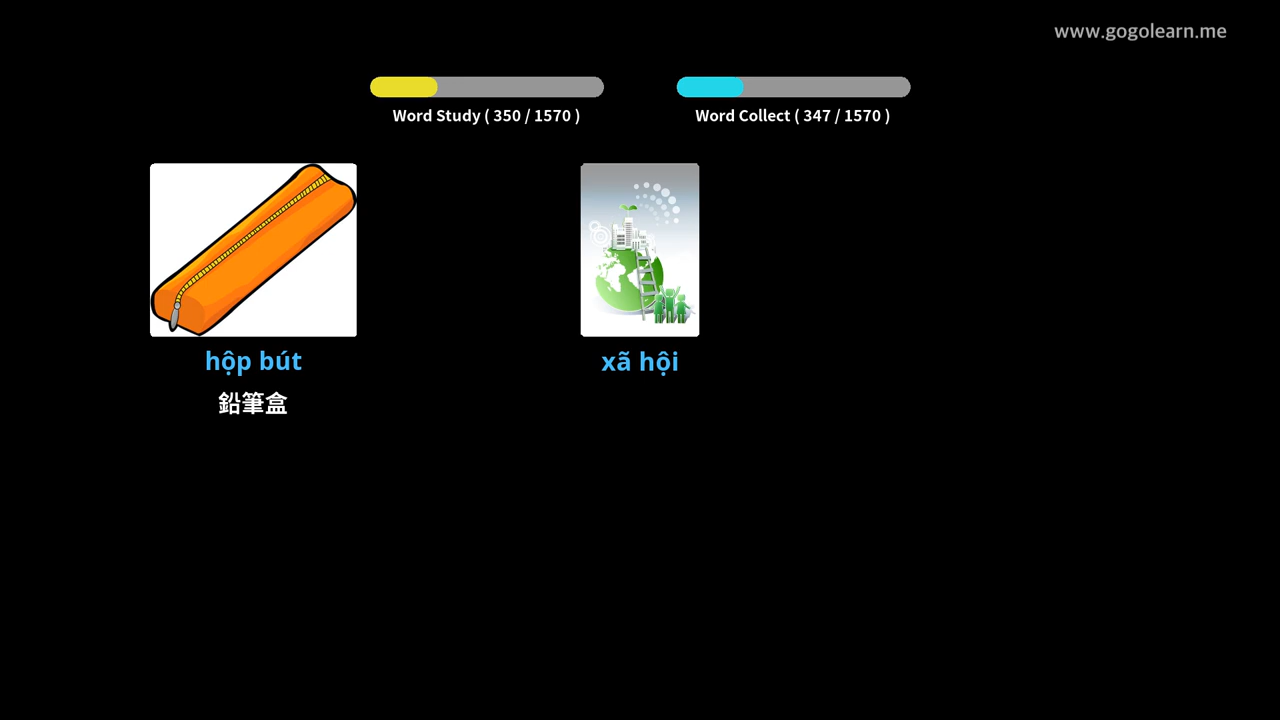 www.gogolearn.me
Word Study ( 350 / 1570 )
Word Collect ( 347 / 1570 )
hộp bút
鉛筆盒
xã hội